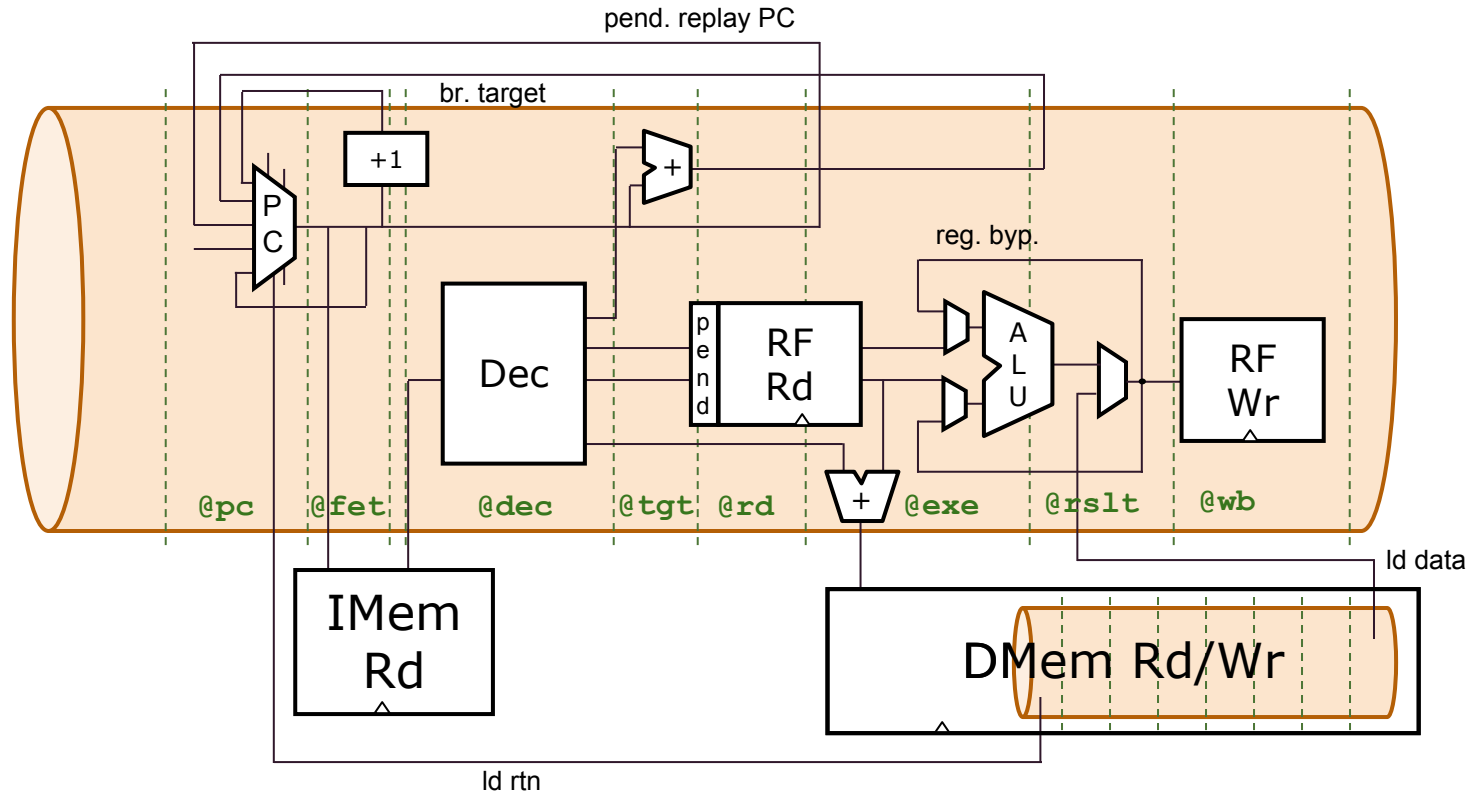 pend. replay PC
br. target
+1
+
P
C
reg. byp.
Dec
p
e
n
d
RF
Rd
A
L
U
RF
Wr
+
@pc
@fet
@dec
@tgt
@rd
@exe
@rslt
@wb
ld data
IMem
Rd
DMem Rd/Wr
ld rtn